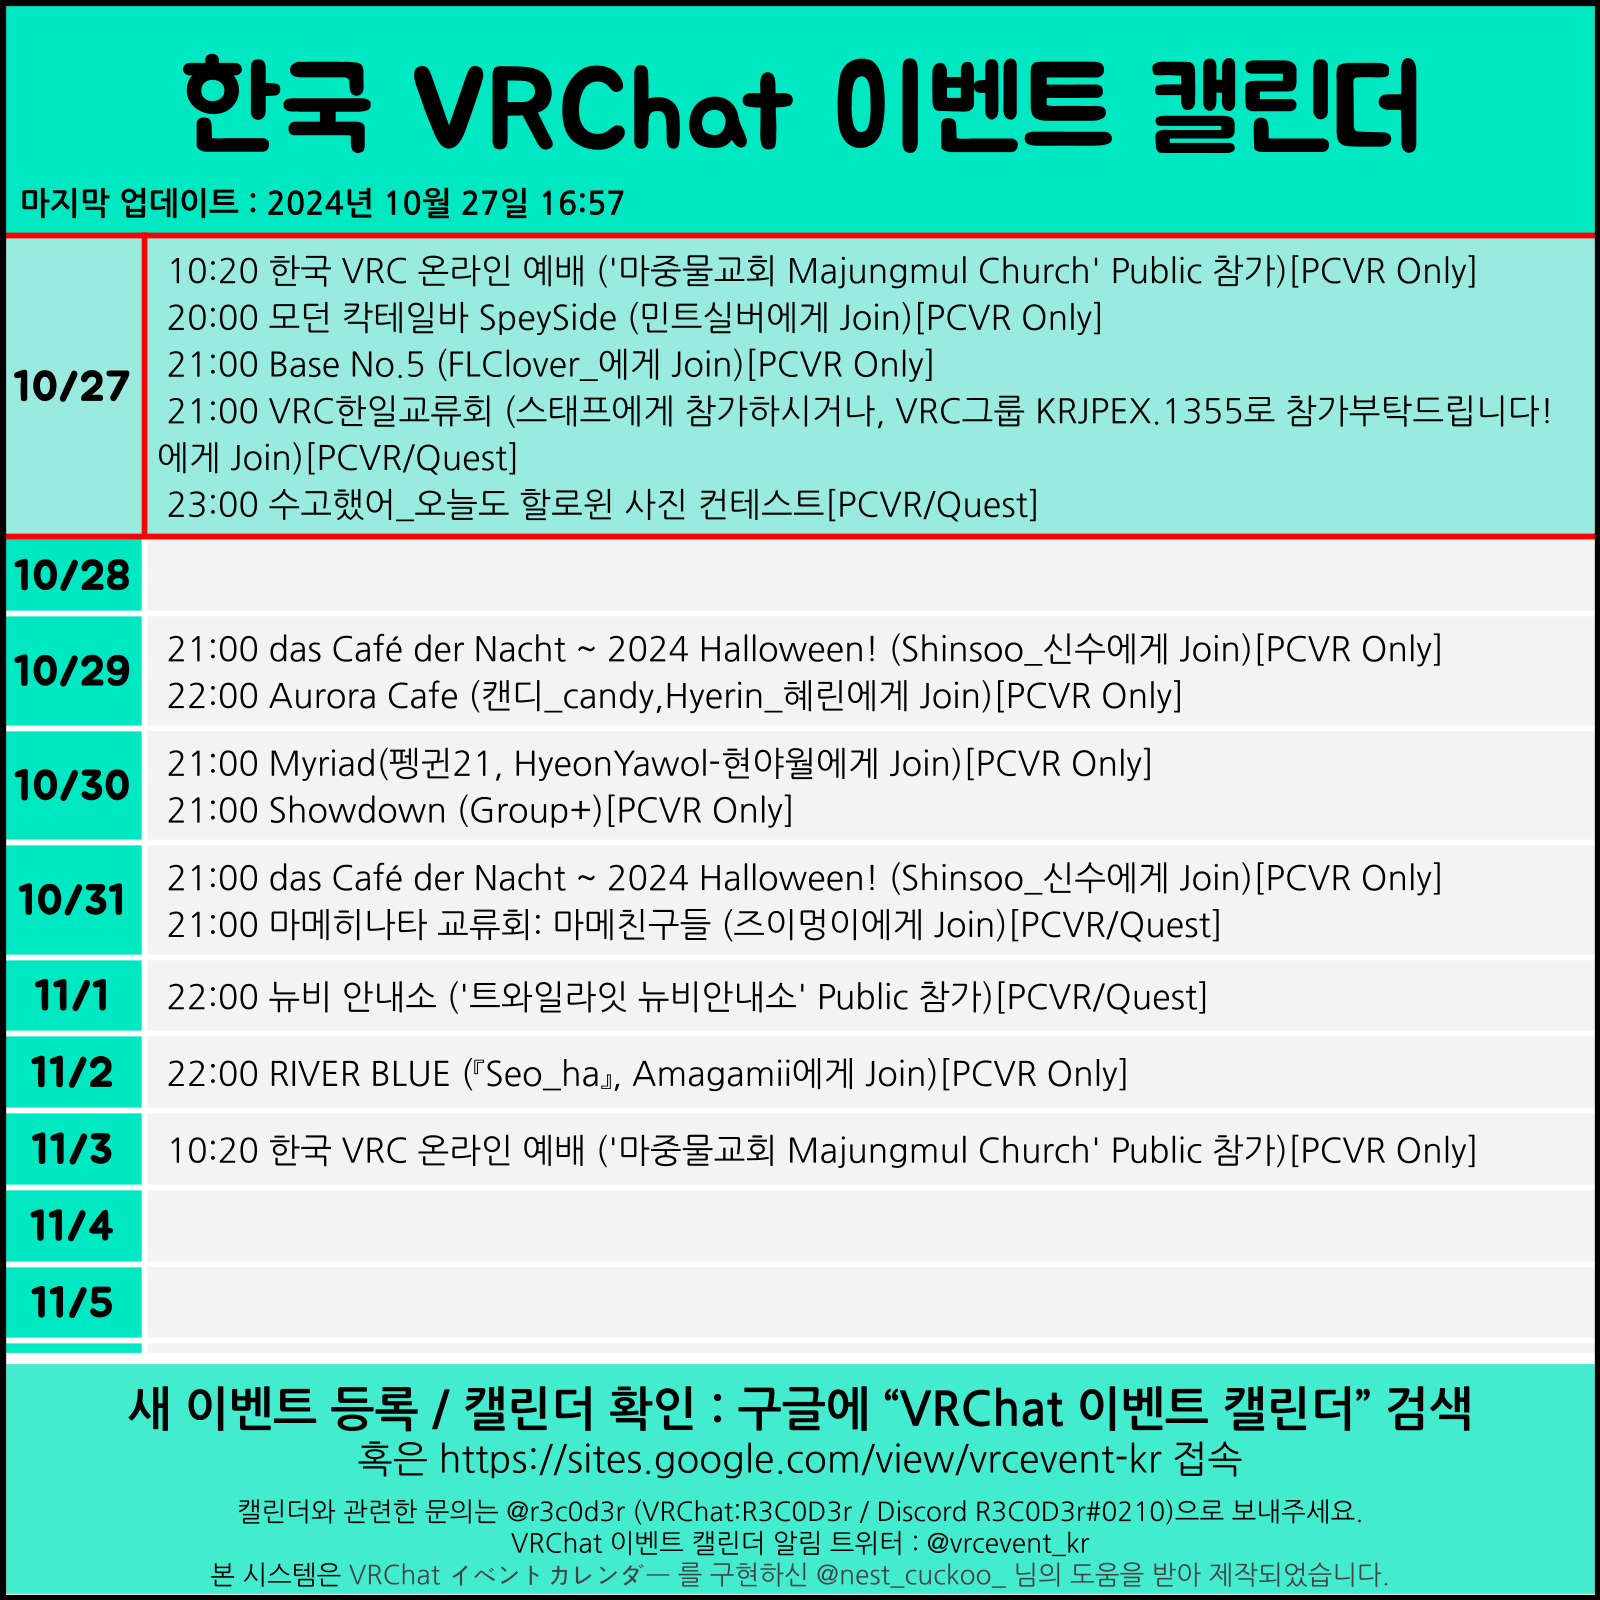 한국 VRChat 이벤트 캘린더
마지막 업데이트 : 2024년 10월 27일 16:57
10/27
10:20 한국 VRC 온라인 예배 ('마중물교회 Majungmul Church' Public 참가)[PCVR Only]
20:00 모던 칵테일바 SpeySide (민트실버에게 Join)[PCVR Only]
21:00 Base No.5 (FLClover_에게 Join)[PCVR Only]
21:00 VRC한일교류회 (스태프에게 참가하시거나, VRC그룹 KRJPEX.1355로 참가부탁드립니다!
에게 Join)[PCVR/Quest]
23:00 수고했어_오늘도 할로윈 사진 컨테스트[PCVR/Quest]
10/28
10/29
21:00 das Café der Nacht ~ 2024 Halloween! (Shinsoo_신수에게 Join)[PCVR Only]
22:00 Aurora Cafe (캔디_candy,Hyerin_혜린에게 Join)[PCVR Only]
10/30
21:00 Myriad(펭귄21, HyeonYawol-현야월에게 Join)[PCVR Only]
21:00 Showdown (Group+)[PCVR Only]
10/31
21:00 das Café der Nacht ~ 2024 Halloween! (Shinsoo_신수에게 Join)[PCVR Only]
21:00 마메히나타 교류회: 마메친구들 (즈이멍이에게 Join)[PCVR/Quest]
11/1
22:00 뉴비 안내소 ('트와일라잇 뉴비안내소' Public 참가)[PCVR/Quest]
11/2
22:00 RIVER BLUE (『Seo_ha』, Amagamii에게 Join)[PCVR Only]
11/3
10:20 한국 VRC 온라인 예배 ('마중물교회 Majungmul Church' Public 참가)[PCVR Only]
11/4
11/5
새 이벤트 등록 / 캘린더 확인 : 구글에 “VRChat 이벤트 캘린더” 검색
혹은 https://sites.google.com/view/vrcevent-kr 접속
캘린더와 관련한 문의는 @r3c0d3r (VRChat:R3C0D3r / Discord R3C0D3r#0210)으로 보내주세요.
VRChat 이벤트 캘린더 알림 트위터 : @vrcevent_kr
본 시스템은 VRChat イベントカレンダー 를 구현하신 @nest_cuckoo_ 님의 도움을 받아 제작되었습니다.